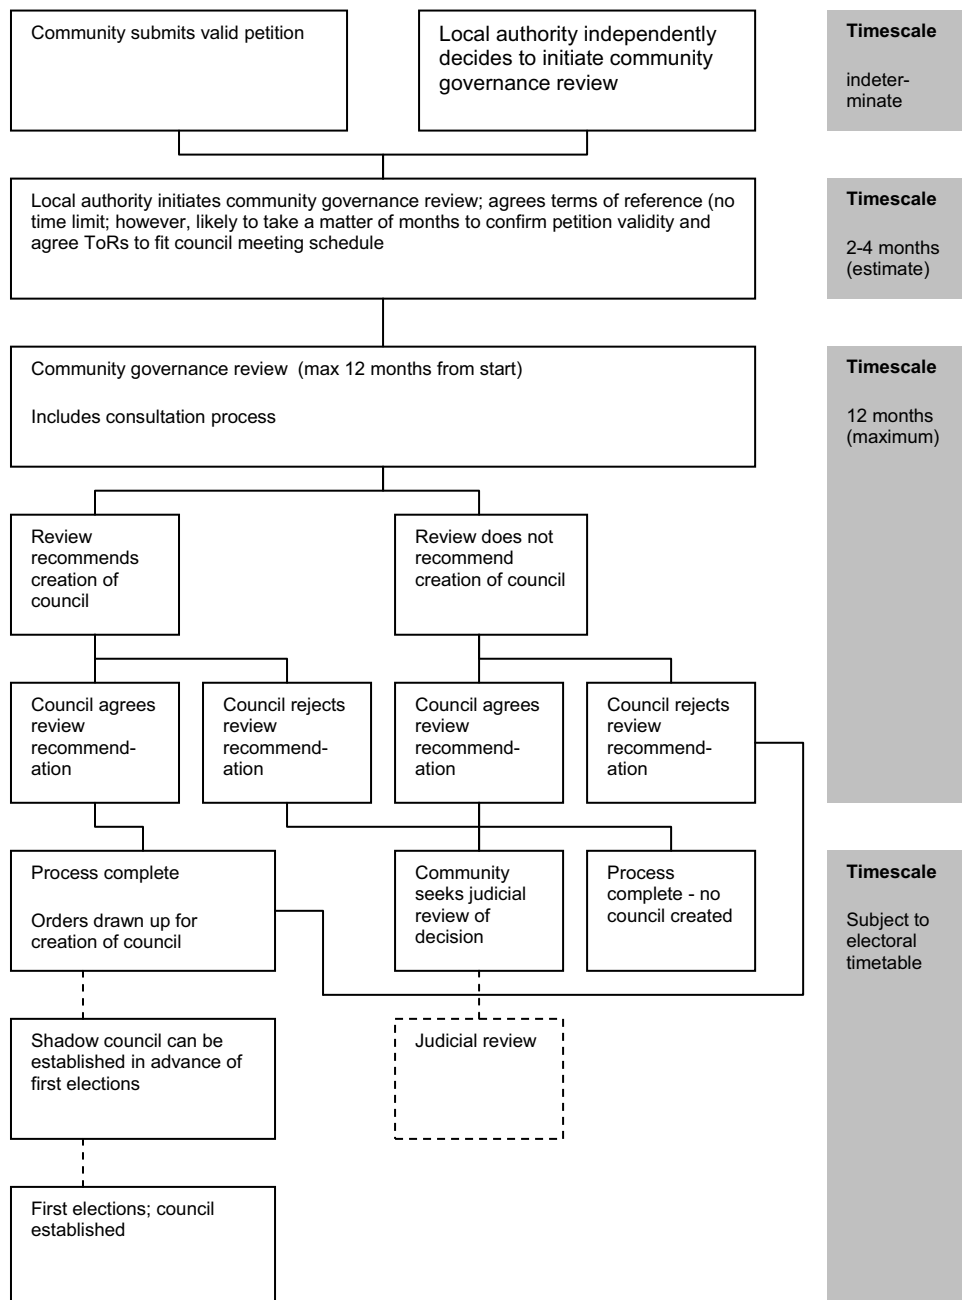 Community submits valid petition
Local authority independently
decides to initiate community
governance review
Timescale
indeter-
minate
Local authority initiates community governance review; agrees terms of reference (no
time limit; however, likely to take a matter of months to confirm petition validity and
agree ToRs to fit council meeting schedule
Timescale
2-4 months
(estimate)
Community governance review (max 12 months from start)
Includes consultation process
Timescale
12 months
(maximum)
Review
recommends
creation of
council
Review does not
recommend
creation of council
Council agrees
review
recommend-
ation
Council rejects
review
recommend-
ation
Council agrees
review
recommend-
ation
Council rejects
review
recommend-
ation
Process complete
Orders drawn up for
creation of council
Community
seeks judicial
review of
decision
Process
complete - no
council created
Timescale
Subject to
electoral
timetable
Shadow council can be
established in advance of
first elections
Judicial review
First elections; council
established